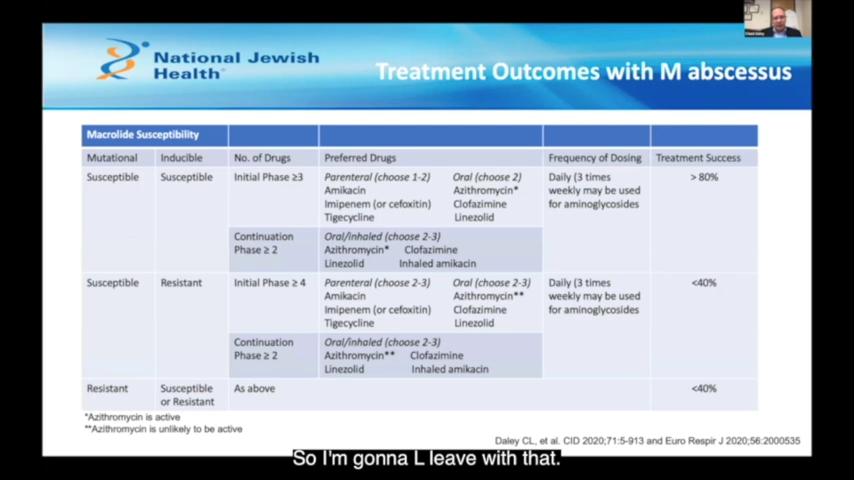 National Jewish
Health®
Treatment Outcomes with M abscessus
Macrolide Susceptibility
Mutational Inducible No. of Drugs Preferred Drugs Frequency of Dosing Treatment Success
Susceptible Susceptible Initial Phase ≥3 Parenteral (choose 1-2) Oral (choose 2) Daily (3 times > 80%
Amikacin Azithromycin* weekly may be used
Imipenem (or cefoxitin) Clofazimine for aminoglycosides
Tigecycline Linezolid
Continuation Oral/inhaled (choose 2-3)
Phase ≥ 2 Azithromycin* Clofazimine
Linezolid Inhaled amikacin
Susceptible Resistant Initial Phase ≥ 4 Parenteral (choose 2-3) Oral (choose 2-3) Daily (3 times <40%
Amikacin Azithromycin** weekly may be used
Imipenem (or cefoxitin) Clofazimine for aminoglycosides
Tigecycline Linezolid
Continuation Oral/inhaled (choose 2-3)
Phase ≥ 2 Azithromycin** Clofazimine
Linezolid Inhaled amikacin
Resistant Susceptible As above <40%
or Resistant
*Azithromycin is active
**Azithromycin is unlikely to be active
Daley CL, et al. CID 2020;71:5-913 and Euro Respir J 2020;56:2000535
So I'm gonna L leave with that.